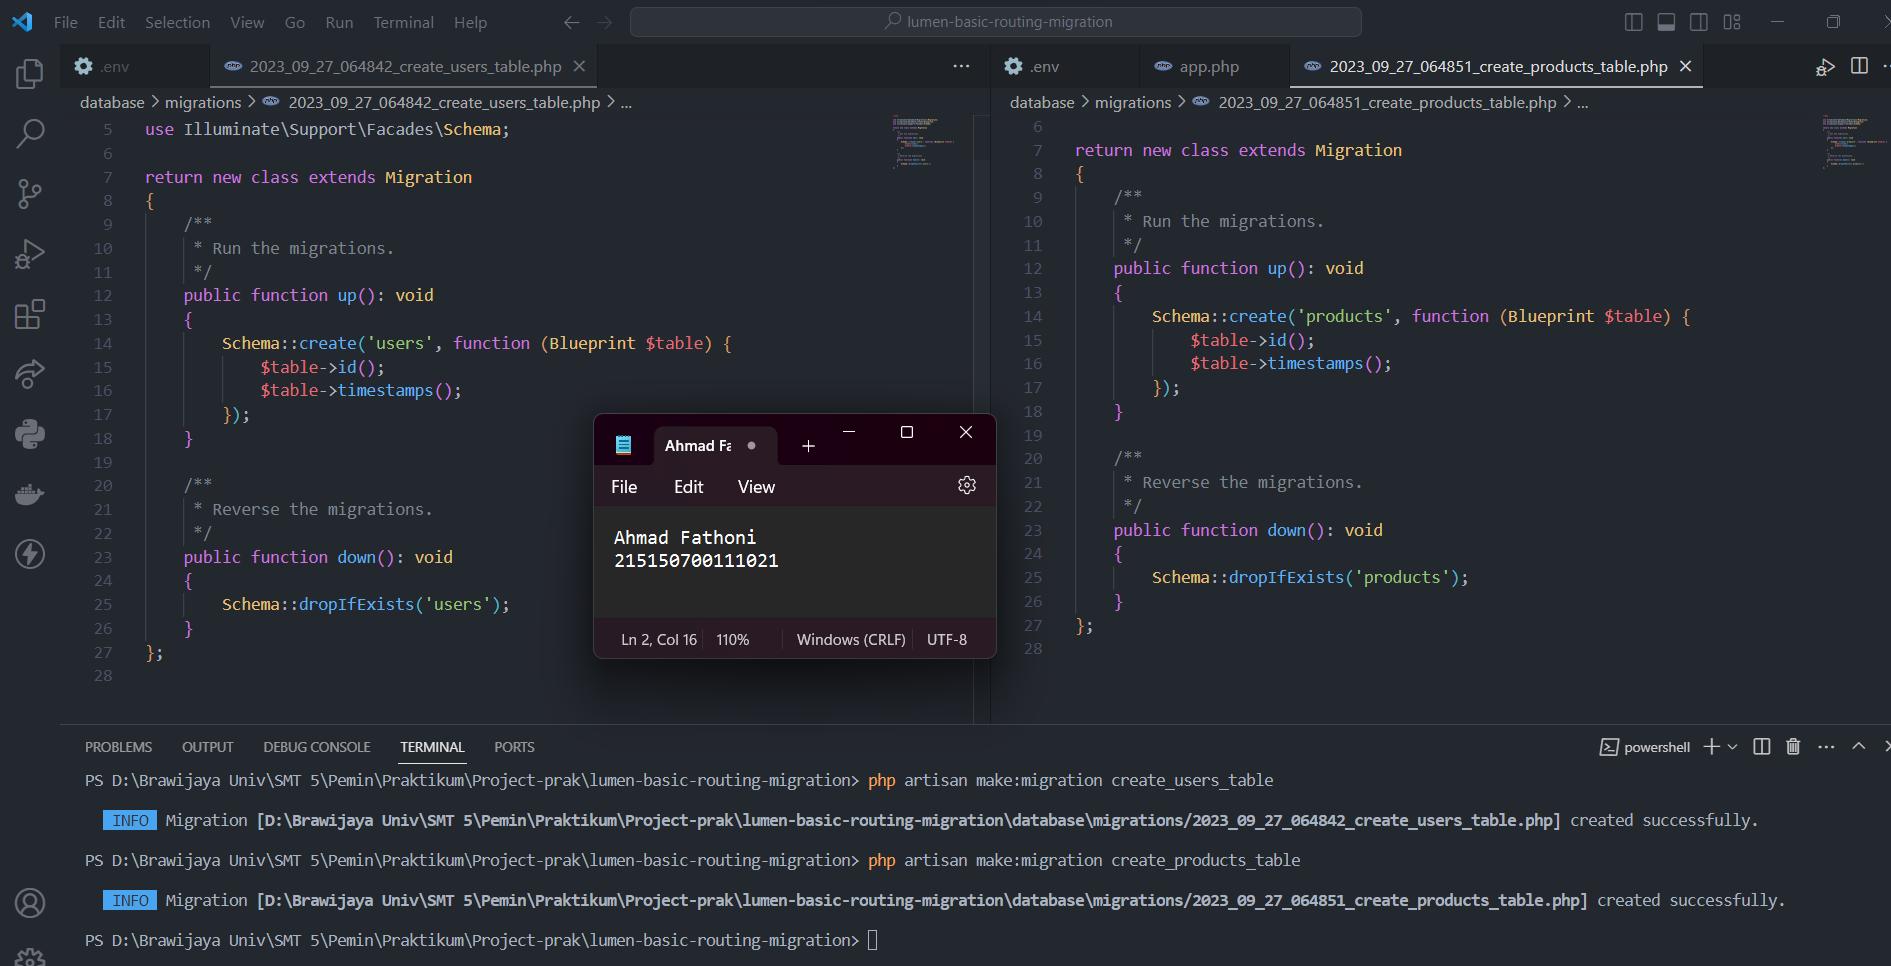 File Edit Selection View Go Run Terminal Help
lumen-basic-routing-migration
.env
2023_09_27_064842_create_users_table.php
database > migrations > 2023_09_27_064842_create_users_table.php > ...
5 use Illuminate\Support\Facades\Schema;
6
7 return new class extends Migration
8 {
9 /**
10 * Run the migrations.
11 */
12 public function up(): void
13 {
14 Schema::create('users', function (Blueprint $table) {
15 $table->id();
16 $table->timestamps();
17 });
18 }
19
20 /**
21 * Reverse the migrations.
22 */
23 public function down(): void
24 {
25 Schema::dropIfExists('users');
26 }
27 };
28
.env
app.php
2023_09_27_064851_create_products_table.php
database > migrations > 2023_09_27_064851_create_products_table.php > ...
6
7 return new class extends Migration
8 {
9 /**
10 * Run the migrations.
11 */
12 public function up(): void
13 {
14 Schema::create('products', function (Blueprint $table) {
15 $table->id();
16 $table->timestamps();
17 });
18 }
19
20 /**
21 * Reverse the migrations.
22 */
23 public function down(): void
24 {
25 Schema::dropIfExists('products');
26 }
27 };
28
Ahmad Fa
File Edit View
Ahmad Fathoni
215150700111021
Ln 2, Col 16 110% Windows (CRLF) UTF-8
PROBLEMS OUTPUT DEBUG CONSOLE TERMINAL PORTS
powershell
PS D:\Brawijaya Univ\SMT 5\Pemin\Praktikum\Project-prak\lumen-basic-routing-migration> php artisan make:migration create_users_table
INFO Migration [D:\Brawijaya Univ\SMT 5\Pemin\Praktikum\Project-prak\lumen-basic-routing-migration\database\migrations/2023_09_27_064842_create_users_table.php] created successfully.
PS D:\Brawijaya Univ\SMT 5\Pemin\Praktikum\Project-prak\lumen-basic-routing-migration> php artisan make:migration create_products_table
INFO Migration [D:\Brawijaya Univ\SMT 5\Pemin\Praktikum\Project-prak\lumen-basic-routing-migration\database\migrations/2023_09_27_064851_create_products_table.php] created successfully.
PS D:\Brawijaya Univ\SMT 5\Pemin\Praktikum\Project-prak\lumen-basic-routing-migration>